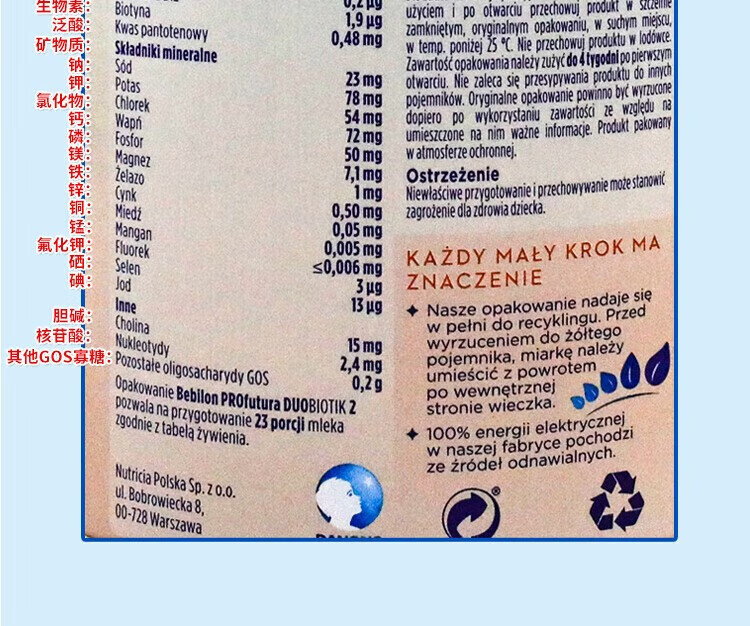 生物素：
泛酸：
矿物质：
钠：
钾：
氯化物：
钙：
磷：
镁：
铁：
锌：
铜：
锰：
氟化钾：
硒：
碘：
胆碱：
核苷酸：
其他GOS寡糖：
0,2 µg
Biotyna
1,9 µg
Kwas pantotenowy
0,48 mg
Składniki mineralne
Sód
23 mg
Potas
78 mg
Chlorek
54 mg
Wapń
72 mg
Fosfor
50 mg
Magnez
7,1 mg
Żelazo
1 mg
Cynk
0,50 mg
Miedź
0,05 mg
Mangan
0,005 mg
Fluorek
≤0,006 mg
Selen
3 µg
Jod
13 µg
Inne
Cholina
15 mg
Nukleotydy
2,4 mg
Pozostałe oligosacharydy GOS
0,2 g
Opakowanie Bebilon PROfutura DUOBIOTIK 2
pozwala na przygotowanie 23 porcji mleka
zgodnie z tabelą żywienia.
Nutricia Polska Sp. z o.o.
ul. Bobrowiecka 8,
00-728 Warszawa
użyciem i po otwarciu przechowuj produkt w szczelnie
zamkniętym, oryginalnym opakowaniu, w suchym miejscu,
w temp. poniżej 25 °C. Nie przechowuj produktu w lodówce.
Zawartość opakowania należy zużyć do 4 tygodni po pierwszym
otwarciu. Nie zaleca się przesypywania produktu do innych
pojemników. Oryginalne opakowanie powinno być wyrzucone
dopiero po wykorzystaniu zawartości ze względu na
umieszczone na nim ważne informacje. Produkt pakowany
w atmosferze ochronnej.
Ostrzeżenie
Niewłaściwe przygotowanie i przechowywanie może stanowić
zagrożenie dla zdrowia dziecka.
KAŻDY MAŁY KROK MA
ZNACZENIE
Nasze opakowanie nadaje się
w pełni do recyklingu. Przed
wyrzuceniem do żółtego
pojemnika, miarkę należy
umieścić z powrotem
po wewnętrznej
stronie wieczka.
100% energii elektrycznej
w naszej fabryce pochodzi
ze źródeł odnawialnych.
®